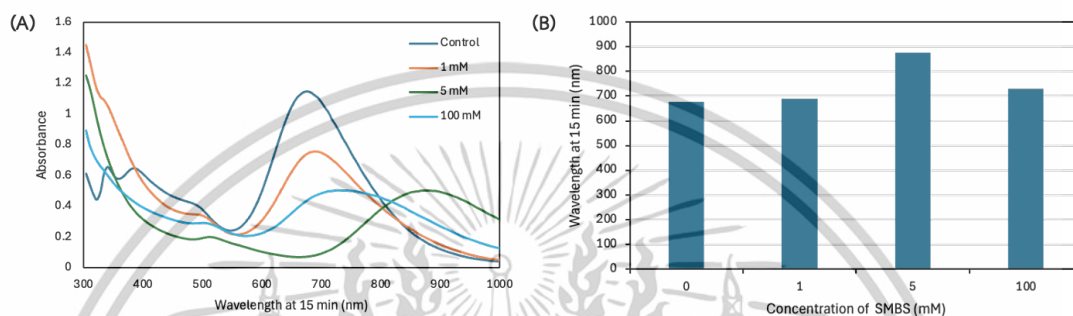 (A)
Absorbance
1.6
1.4
1.2
1
0.8
0.6
0.4
0.2
0
300 400 500 600 700 800 900 1000
Wavelength at 15 min (nm)
Control
1 mM
5 mM
100 mM
(B)
Wavelength at 15 min (nm)
1000
900
800
700
600
500
400
300
200
100
0
0 1 5 100
Concentration of SMBS (mM)